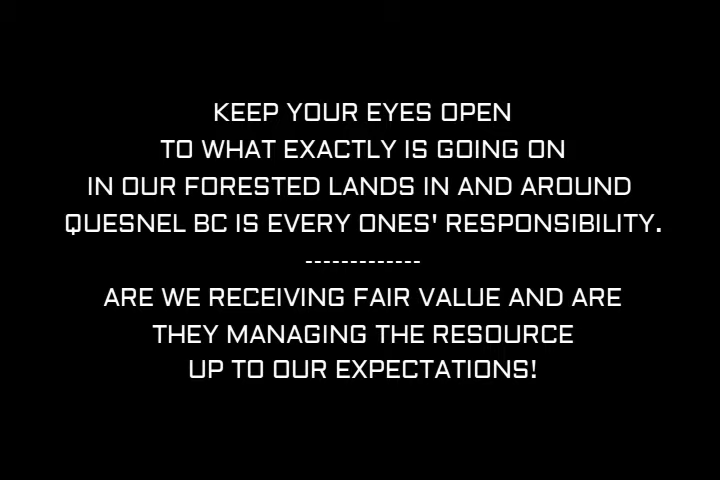 KEEP YOUR EYES OPEN
TO WHAT EXACTLY IS GOING ON
IN OUR FORESTED LANDS IN AND AROUND
QUESNEL BC IS EVERY ONES' RESPONSIBILITY.
-------------
ARE WE RECEIVING FAIR VALUE AND ARE
THEY MANAGING THE RESOURCE
UP TO OUR EXPECTATIONS!